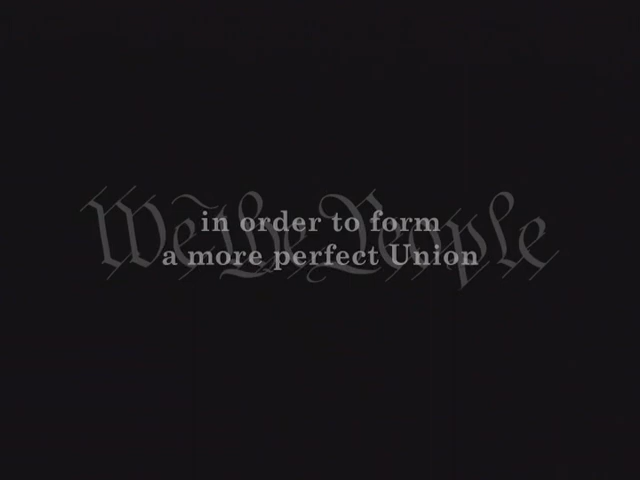 We the People
in order to form
a more perfect Union